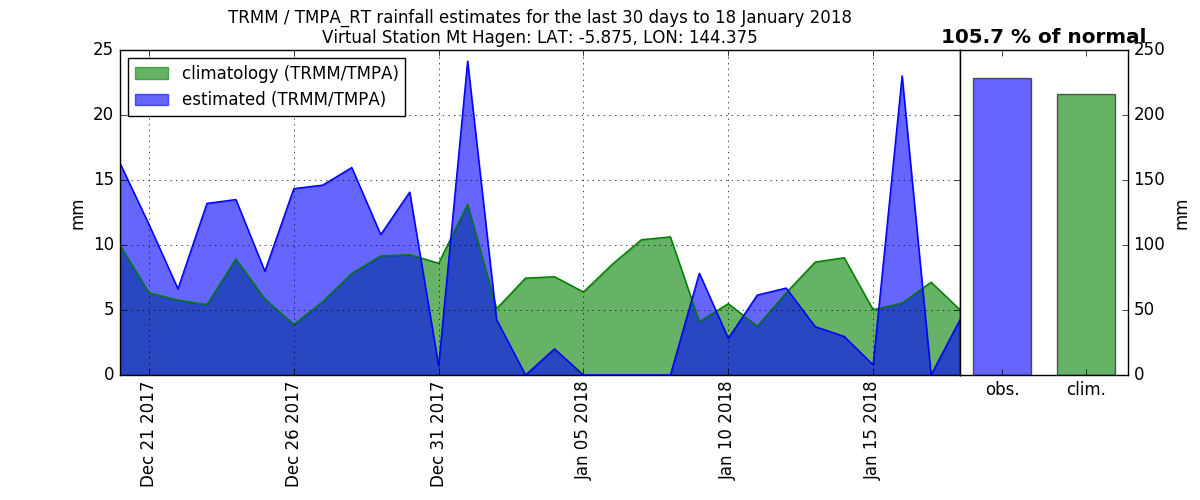 TRMM / TMPA_RT rainfall estimates for the last 30 days to 18 January 2018
Virtual Station Mt Hagen: LAT: -5.875, LON: 144.375
105.7 % of normal
climatology (TRMM/TMPA)
estimated (TRMM/TMPA)
25
20
15
10
5
0
mm
250
200
150
100
50
0
mm
Dec 21 2017
Dec 26 2017
Dec 31 2017
Jan 05 2018
Jan 10 2018
Jan 15 2018
obs.
clim.